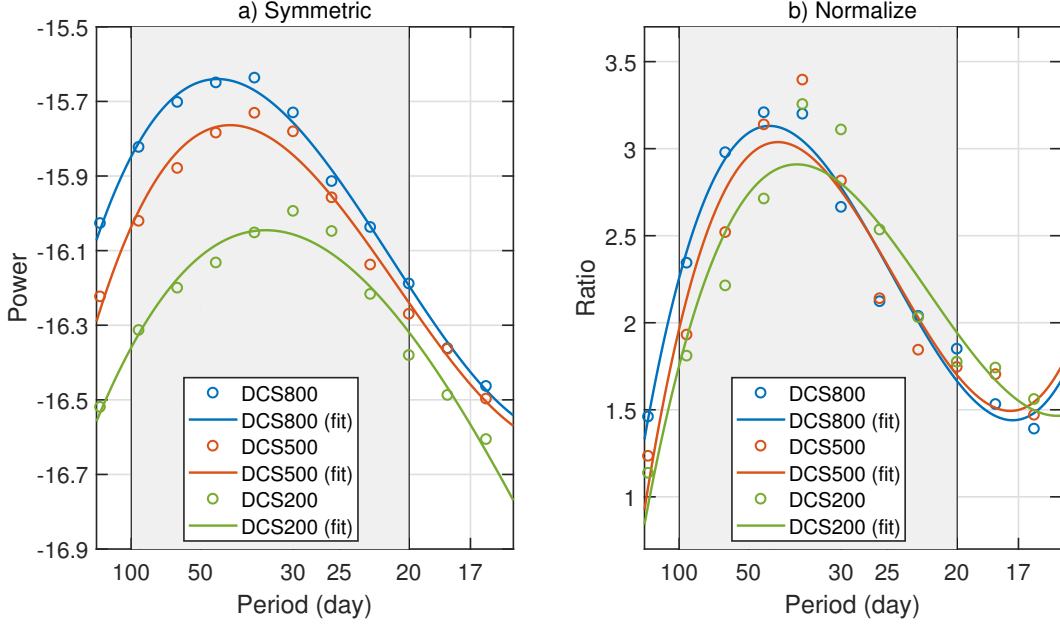 a) Symmetric
-15.5
-15.7
-15.9
-16.1
-16.3
-16.5
-16.7
-16.9
Power
DCS800
DCS800 (fit)
DCS500
DCS500 (fit)
DCS200
DCS200 (fit)
100 50 30 25 20 17
Period (day)
b) Normalize
3.5
3
2.5
2
1.5
1
Ratio
DCS800
DCS800 (fit)
DCS500
DCS500 (fit)
DCS200
DCS200 (fit)
100 50 30 25 20 17
Period (day)